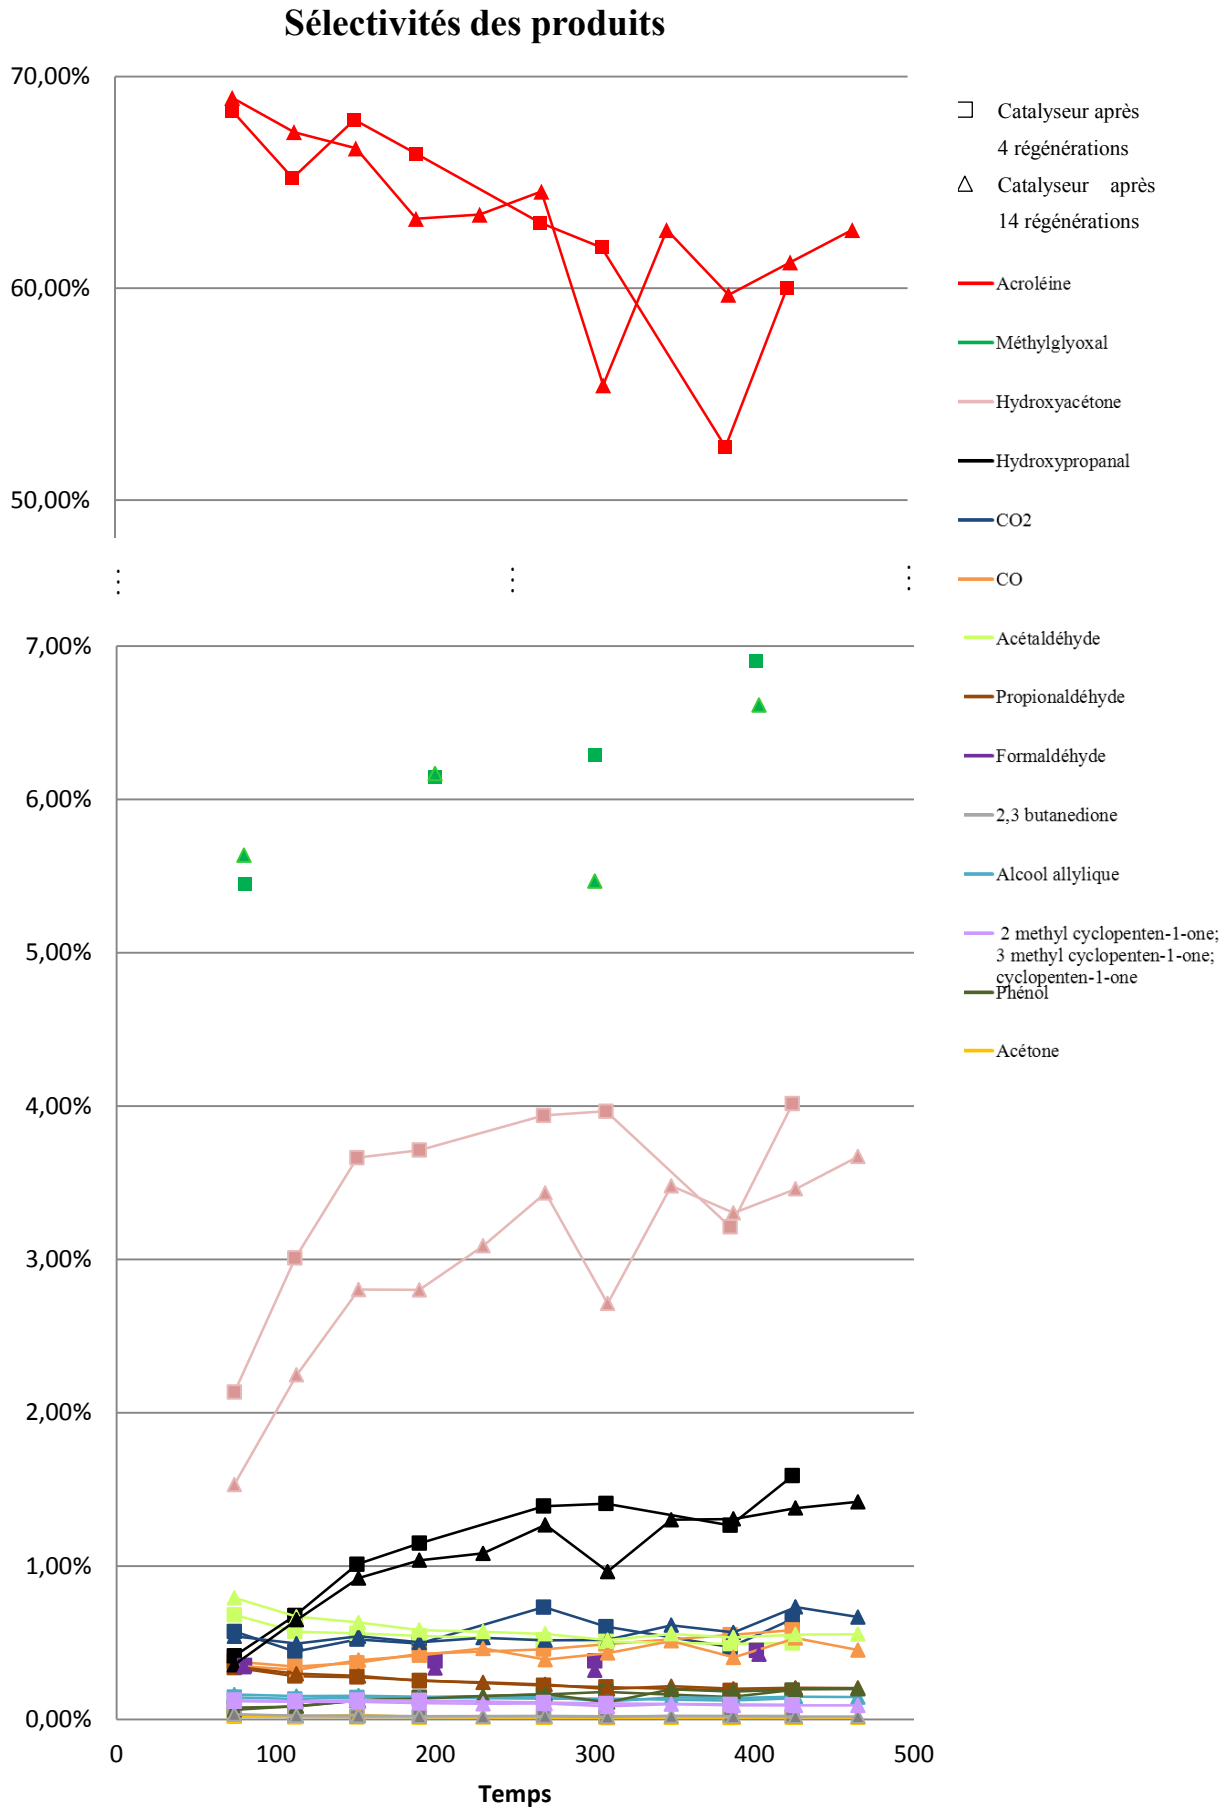 Sélectivités des produits
70,00%
60,00%
50,00%
7,00%
6,00%
5,00%
4,00%
3,00%
2,00%
1,00%
0,00%
0 100 200 300 400 500
Temps
Catalyseur après
4 régénérations
Catalyseur après
14 régénérations
Acroléine
Méthylglyoxal
Hydroxyacétone
Hydroxypropanal
CO2
CO
Acétaldéhyde
Propionaldéhyde
Formaldéhyde
2,3 butanedione
Alcool allylique
2 methyl cyclopenten-1-one;
3 methyl cyclopenten-1-one;
cyclopenten-1-one
Phénol
Acétone